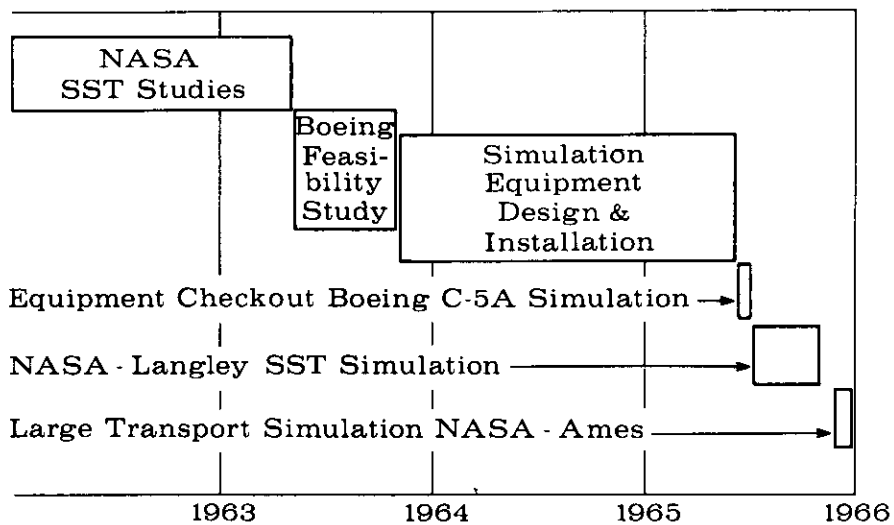 NASA
SST Studies
Boeing
Feasi-
bility
Study
Simulation
Equipment
Design &
Installation
Equipment Checkout Boeing C-5A Simulation
NASA - Langley SST Simulation
Large Transport Simulation NASA - Ames
1963 1964 1965 1966